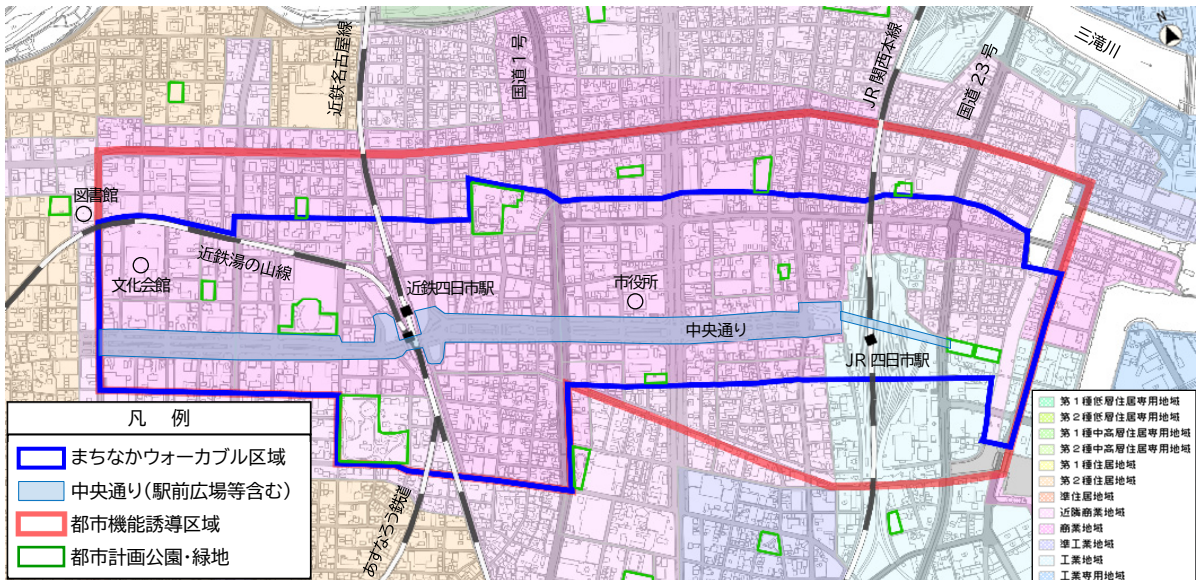 近鉄名古屋線
国道1号
JR関西本線
国道23号
三滝川
N
図書館
近鉄湯の山線
文化会館
近鉄四日市駅
市役所
中央通り
JR四日市駅
あすなろう鉄道
凡 例
まちなかウォーカブル区域
中央通り(駅前広場等含む)
都市機能誘導区域
都市計画公園・緑地
第1種低層住居専用地域
第2種低層住居専用地域
第1種中高層住居専用地域
第2種中高層住居専用地域
第1種住居地域
第2種住居地域
準住居地域
近隣商業地域
商業地域
準工業地域
工業地域
工業専用地域